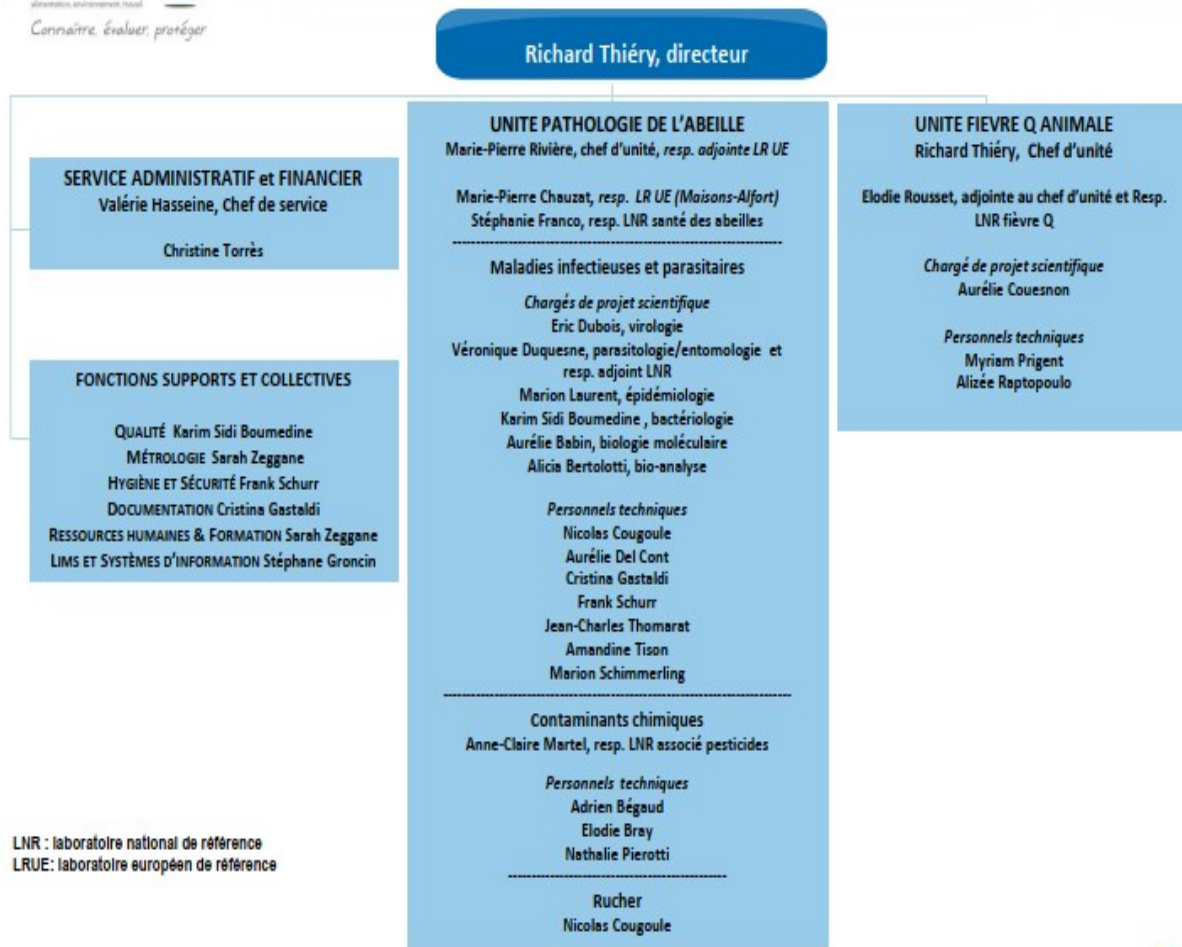 alimentation, environnement, travail
Connaître, évaluer, protéger
Richard Thiéry, directeur
SERVICE ADMINISTRATIF et FINANCIER
Valérie Hasseine, Chef de service
Christine Torrès
FONCTIONS SUPPORTS ET COLLECTIVES
QUALITÉ Karim Sidi Boumedine
MÉTROLOGIE Sarah Zeggane
HYGIÈNE ET SÉCURITÉ Frank Schurr
DOCUMENTATION Cristina Gastaldi
RESSOURCES HUMAINES & FORMATION Sarah Zeggane
LIMS ET SYSTÈMES D'INFORMATION Stéphane Groncin
UNITE PATHOLOGIE DE L'ABEILLE
Marie-Pierre Rivière, chef d'unité, resp. adjointe LR UE
Marie-Pierre Chauzat, resp. LR UE (Maisons-Alfort)
Stéphanie Franco, resp. LNR santé des abeilles
Maladies infectieuses et parasitaires
Chargés de projet scientifique
Eric Dubois, virologie
Véronique Duquesne, parasitologie/entomologie et
resp. adjoint LNR
Marion Laurent, épidémiologie
Karim Sidi Boumedine , bactériologie
Aurélie Babin, biologie moléculaire
Alicia Bertolotti, bio-analyse
Personnels techniques
Nicolas Cougoule
Aurélie Del Cont
Cristina Gastaldi
Frank Schurr
Jean-Charles Thomarat
Amandine Tison
Marion Schimmerling
Contaminants chimiques
Anne-Claire Martel, resp. LNR associé pesticides
Personnels techniques
Adrien Bégaud
Elodie Bray
Nathalie Pierotti
Rucher
Nicolas Cougoule
UNITE FIEVRE Q ANIMALE
Richard Thiéry, Chef d'unité
Elodie Rousset, adjointe au chef d'unité et Resp.
LNR fièvre Q
Chargé de projet scientifique
Aurélie Couesnon
Personnels techniques
Myriam Prigent
Alizée Raptopoulo
LNR : laboratoire national de référence
LRUE: laboratoire européen de référence